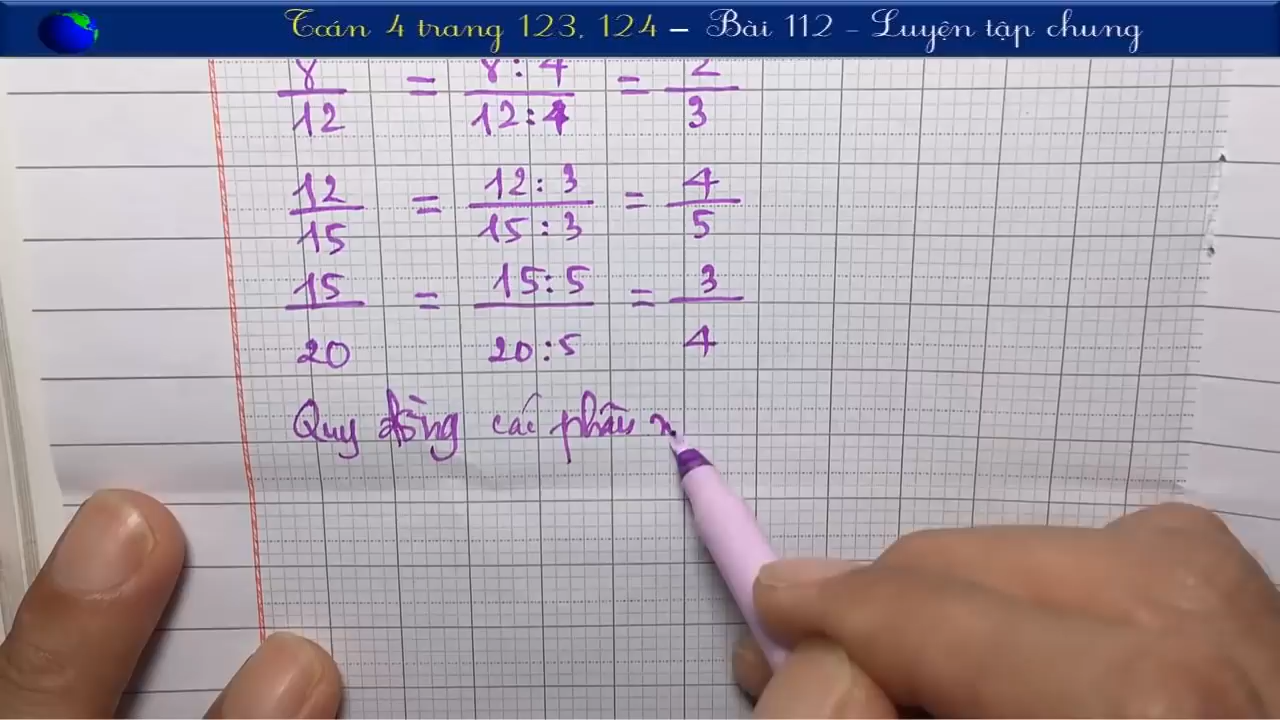 Toán 4 trang 123, 124 – Bài 112 – Luyện tập chung
8/12 = 8:4/12:4 = 2/3
12/15 = 12:3/15:3 = 4/5
15/20 = 15:5/20:5 = 3/4
Quy đồng các phân